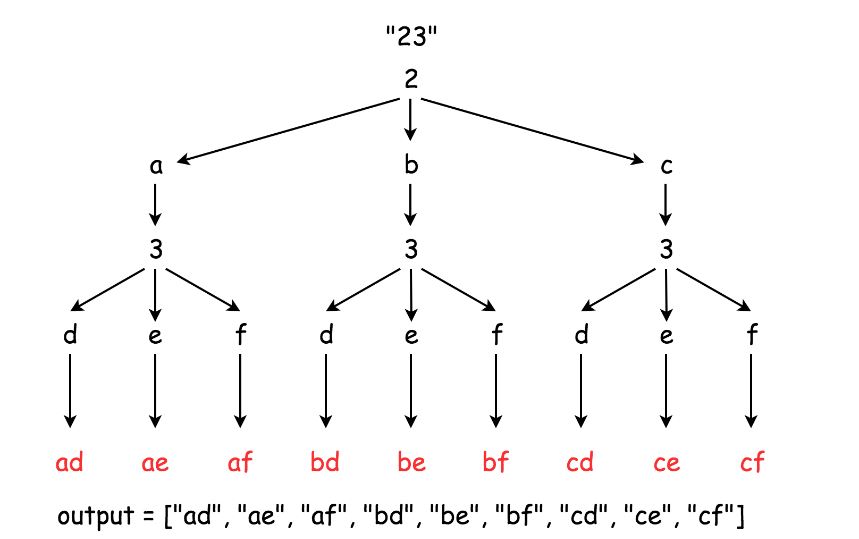 "23"
2
a b c
3 3 3
d e f d e f d e f
ad ae af bd be bf cd ce cf
output = ["ad", "ae", "af", "bd", "be", "bf", "cd", "ce", "cf"]